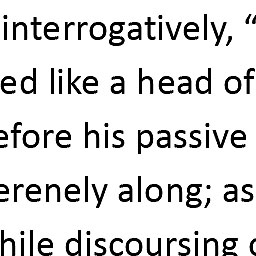 interrogatively, “
ed like a head of
efore his passive
erenely along; as
hile discoursing